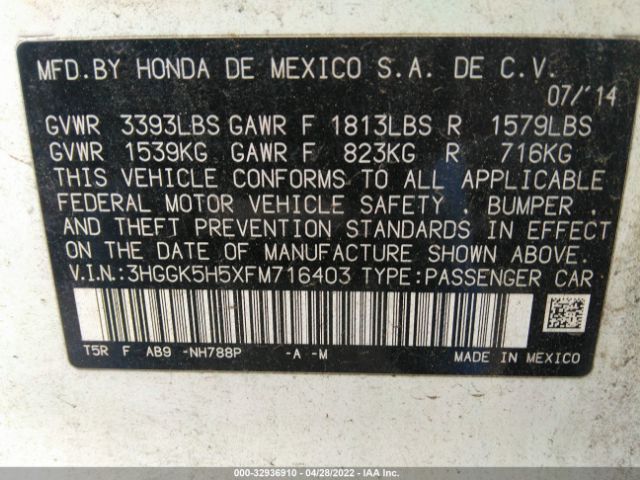 MFD.BY HONDA DE MEXICO S.A. DE C.V.
07/'14
GVWR 3393LBS GAWR F 1813LBS R 1579LBS
GVWR 1539KG GAWR F 823KG R 716KG
THIS VEHICLE CONFORMS TO ALL APPLICABLE
FEDERAL MOTOR VEHICLE SAFETY , BUMPER ,
AND THEFT PREVENTION STANDARDS IN EFFECT
ON THE DATE OF MANUFACTURE SHOWN ABOVE.
V.I.N.:3HGGK5H5XFM716403 TYPE:PASSENGER CAR
T5R F AB9 -NH788P -A -M MADE IN MEXICO
000-32936910 - 04/28/2022 - IAA Inc.